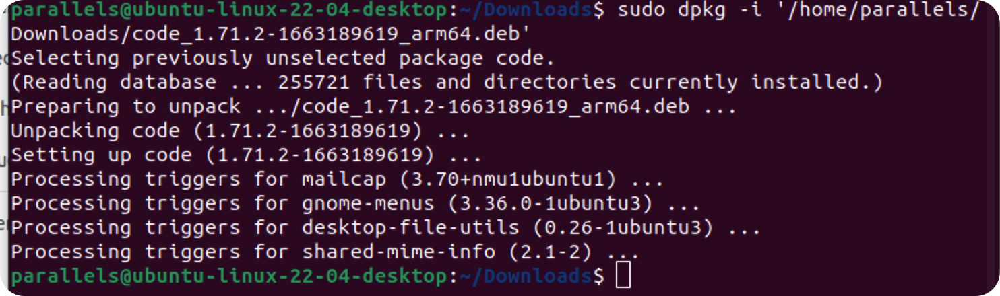 parallels@ubuntu-linux-22-04-desktop:~/Downloads$ sudo dpkg -i '/home/parallels/
Downloads/code_1.71.2-1663189619_arm64.deb'
Selecting previously unselected package code.
(Reading database ... 255721 files and directories currently installed.)
Preparing to unpack .../code_1.71.2-1663189619_arm64.deb ...
Unpacking code (1.71.2-1663189619) ...
Setting up code (1.71.2-1663189619) ...
Processing triggers for mailcap (3.70+nmu1ubuntu1) ...
Processing triggers for gnome-menus (3.36.0-1ubuntu3) ...
Processing triggers for desktop-file-utils (0.26-1ubuntu3) ...
Processing triggers for shared-mime-info (2.1-2) ...
parallels@ubuntu-linux-22-04-desktop:~/Downloads$